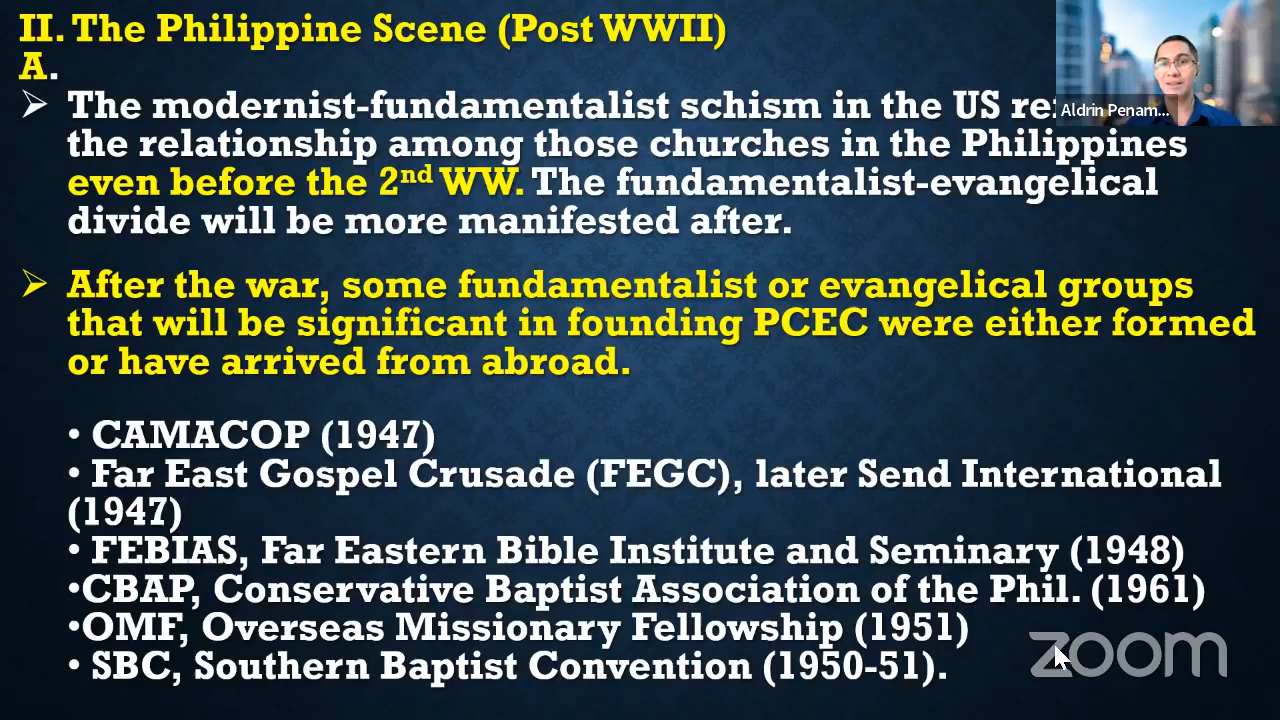 II. The Philippine Scene (Post WWII)
A.
➢ The modernist-fundamentalist schism in the US
the relationship among those churches in the Philippines
even before the 2nd WW. The fundamentalist-evangelical
divide will be more manifested after.
➢ After the war, some fundamentalist or evangelical groups
that will be significant in founding PCEC were either formed
or have arrived from abroad.
• CAMACOP (1947)
• Far East Gospel Crusade (FEGC), later Send International
(1947)
• FEBIAS, Far Eastern Bible Institute and Seminary (1948)
•CBAP, Conservative Baptist Association of the Phil. (1961)
•OMF, Overseas Missionary Fellowship (1951)
• SBC, Southern Baptist Convention (1950-51).
Aldrin Penam...
zoom